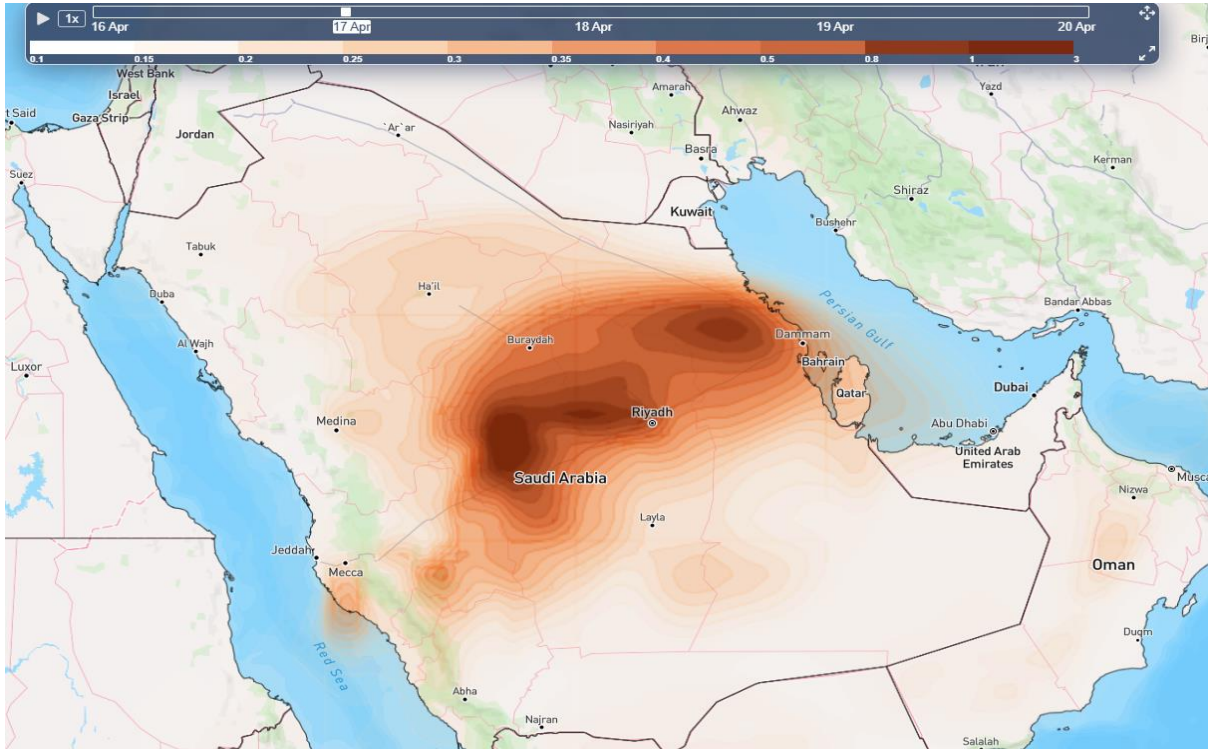 1x
16 Apr
17 Apr
18 Apr
19 Apr
20 Apr
0.1
0.15
0.2
0.25
0.3
0.35
0.4
0.5
0.8
1
3
West Bank
Israel
t Said
Gaza Strip
Jordan
Suez
`Ar`ar
Amarah
Nasiriyah
Ahwaz
Basra
Yazd
Birj
Kerman
Shiraz
Kuwait
Bushehr
Tabuk
Duba
Ha'il
Bandar Abbas
Persian Gulf
Al Wajh
Buraydah
Dammam
Bahrain
Luxor
Qatar
Dubai
Medina
Riyadh
Abu Dhabi
United Arab
Emirates
Saudi Arabia
Musca
Nizwa
Layla
Jeddah
Mecca
Oman
Red Sea
Duqm
Abha
Najran
Salalah